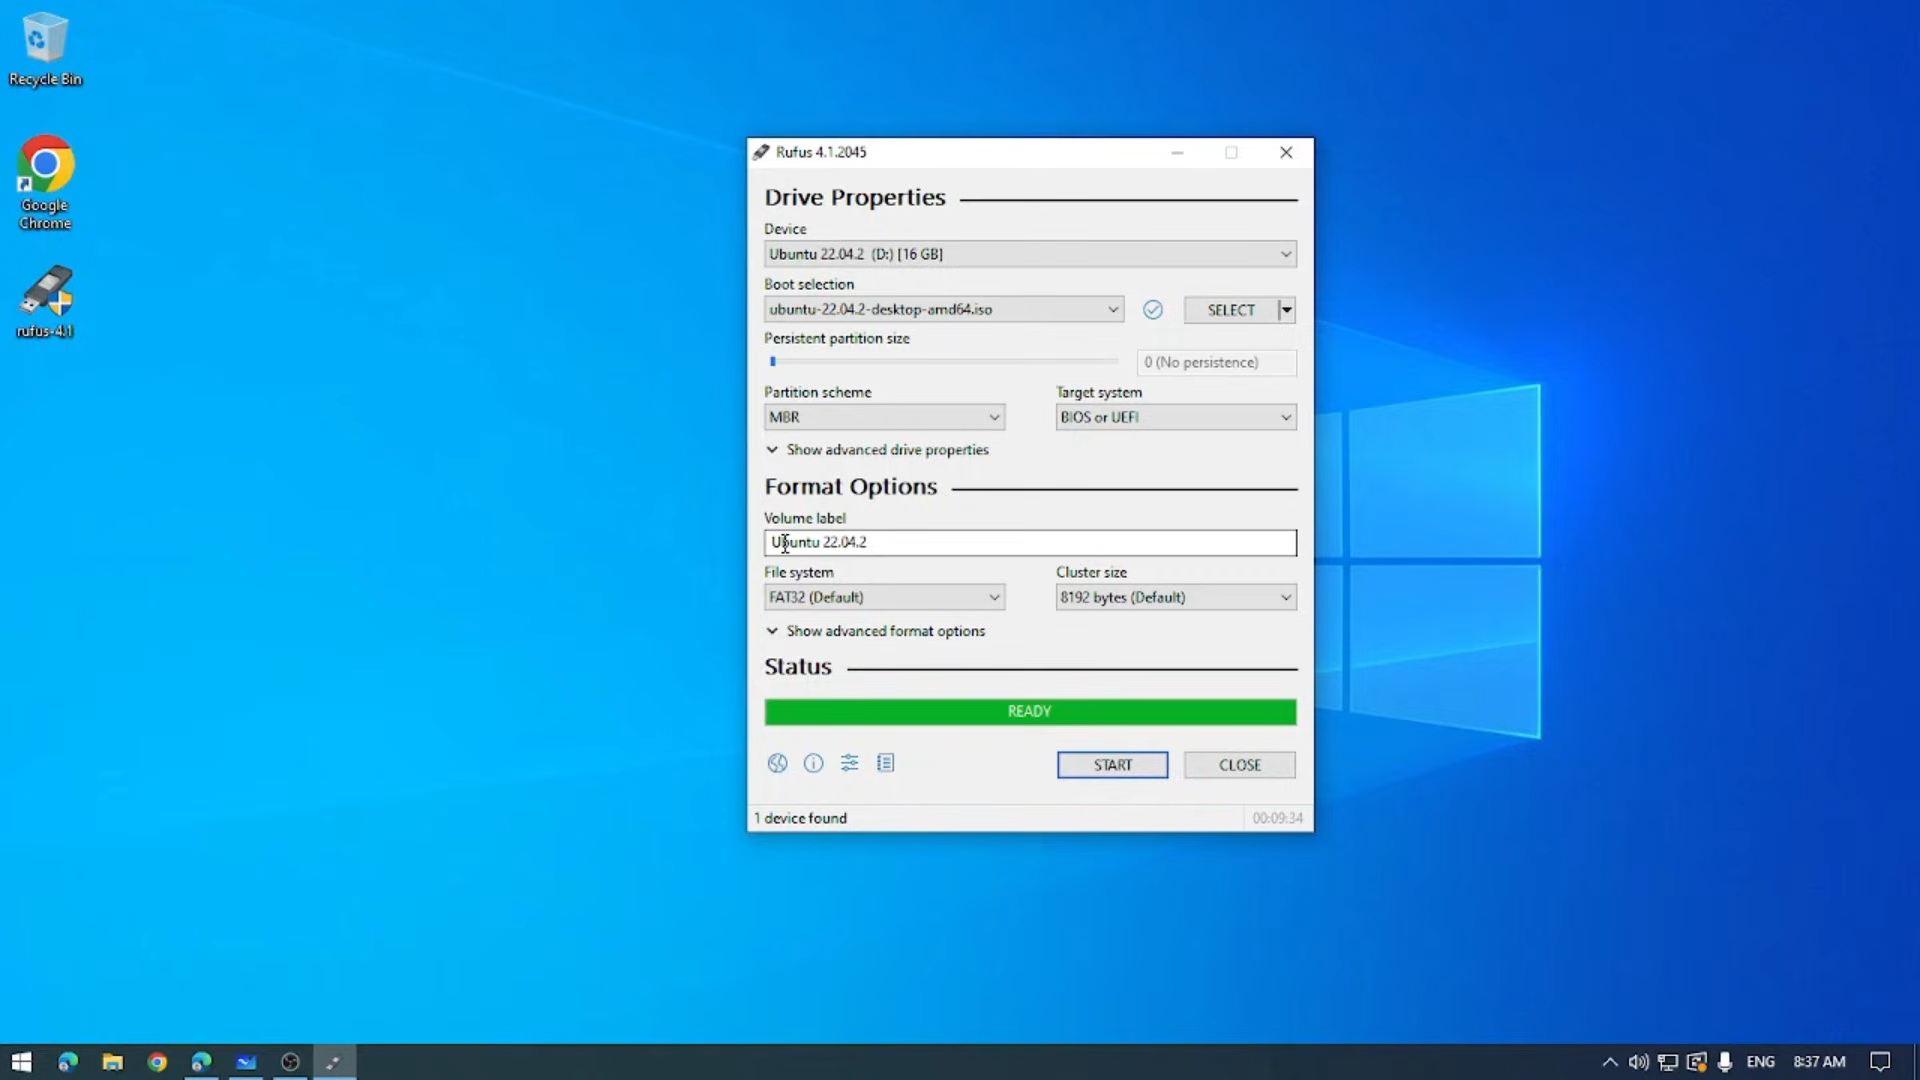 Recycle Bin
Google
Chrome
rufus-4.1
Rufus 4.1.2045
Drive Properties
Device
Ubuntu 22.04.2 (D:) [16 GB]
Boot selection
ubuntu-22.04.2-desktop-amd64.iso
SELECT
Persistent partition size
0 (No persistence)
Partition scheme
Target system
MBR
BIOS or UEFI
Show advanced drive properties
Format Options
Volume label
Ubuntu 22.04.2
File system
Cluster size
FAT32 (Default)
8192 bytes (Default)
Show advanced format options
Status
READY
START
CLOSE
1 device found
00:09:34
ENG
8:37 AM